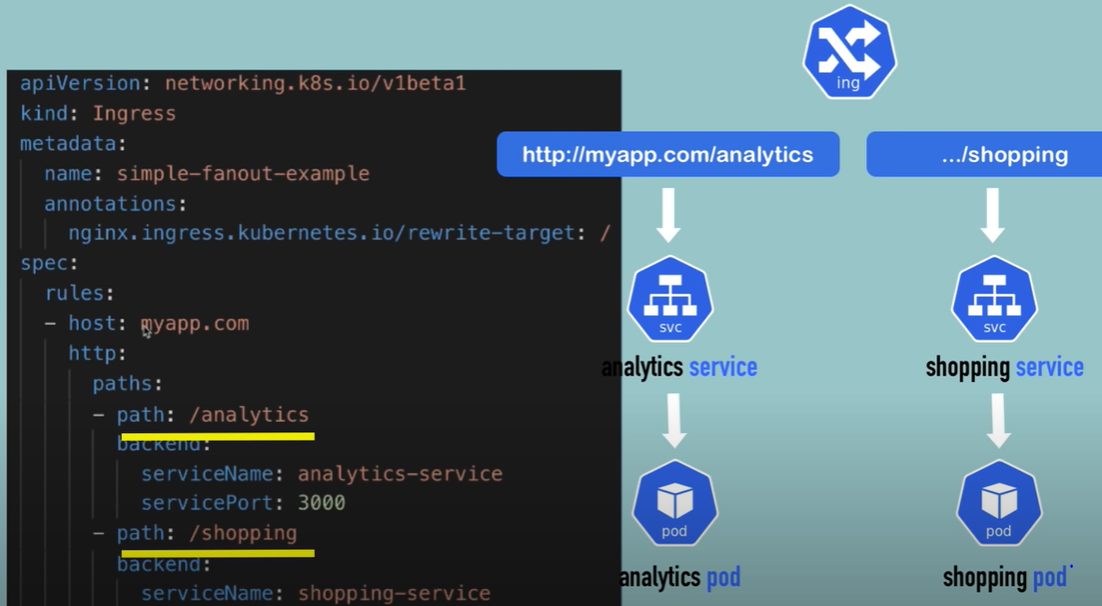 apiVersion: networking.k8s.io/v1beta1
kind: Ingress
metadata:
name: simple-fanout-example
annotations:
nginx.ingress.kubernetes.io/rewrite-target: /
spec:
rules:
- host: myapp.com
http:
paths:
- path: /analytics
backend:
serviceName: analytics-service
servicePort: 3000
- path: /shopping
backend:
serviceName: shopping-service
ing
http://myapp.com/analytics
.../shopping
svc
svc
analytics service
shopping service
pod
pod
analytics pod
shopping pod